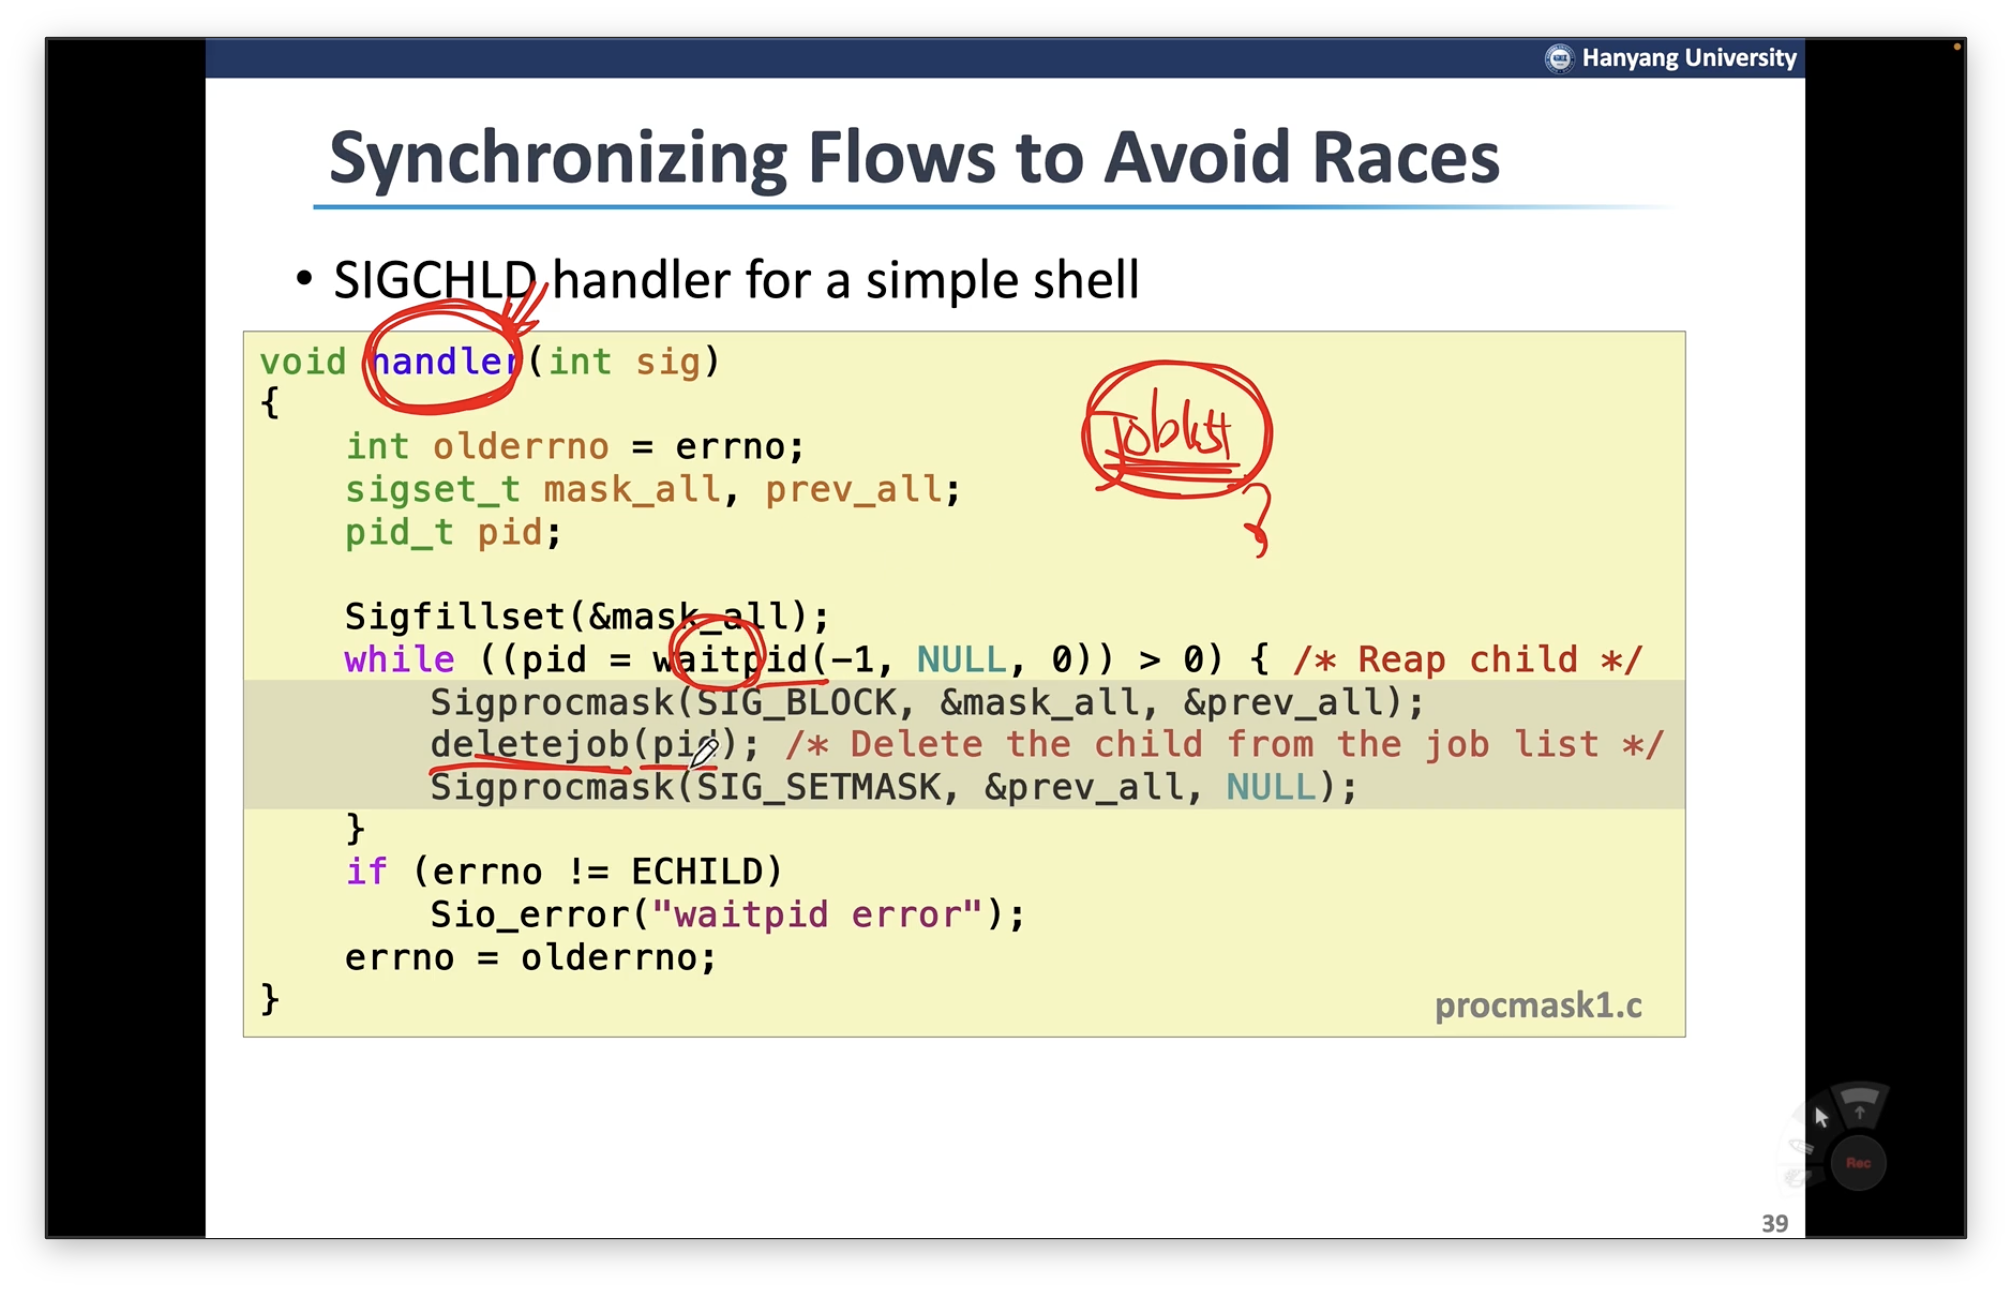 Hanyang University
Synchronizing Flows to Avoid Races
• SIGCHLD handler for a simple shell
void handler(int sig)
{
    int olderrno = errno;
    sigset_t mask_all, prev_all;
    pid_t pid;
Joblist
?
    Sigfillset(&mask_all);
    while ((pid = waitpid(-1, NULL, 0)) > 0) { /* Reap child */
        Sigprocmask(SIG_BLOCK, &mask_all, &prev_all);
        deletejob(pid); /* Delete the child from the job list */
        Sigprocmask(SIG_SETMASK, &prev_all, NULL);
    }
    if (errno != ECHILD)
        Sio_error("waitpid error");
    errno = olderrno;
}
procmask1.c
Rec
39